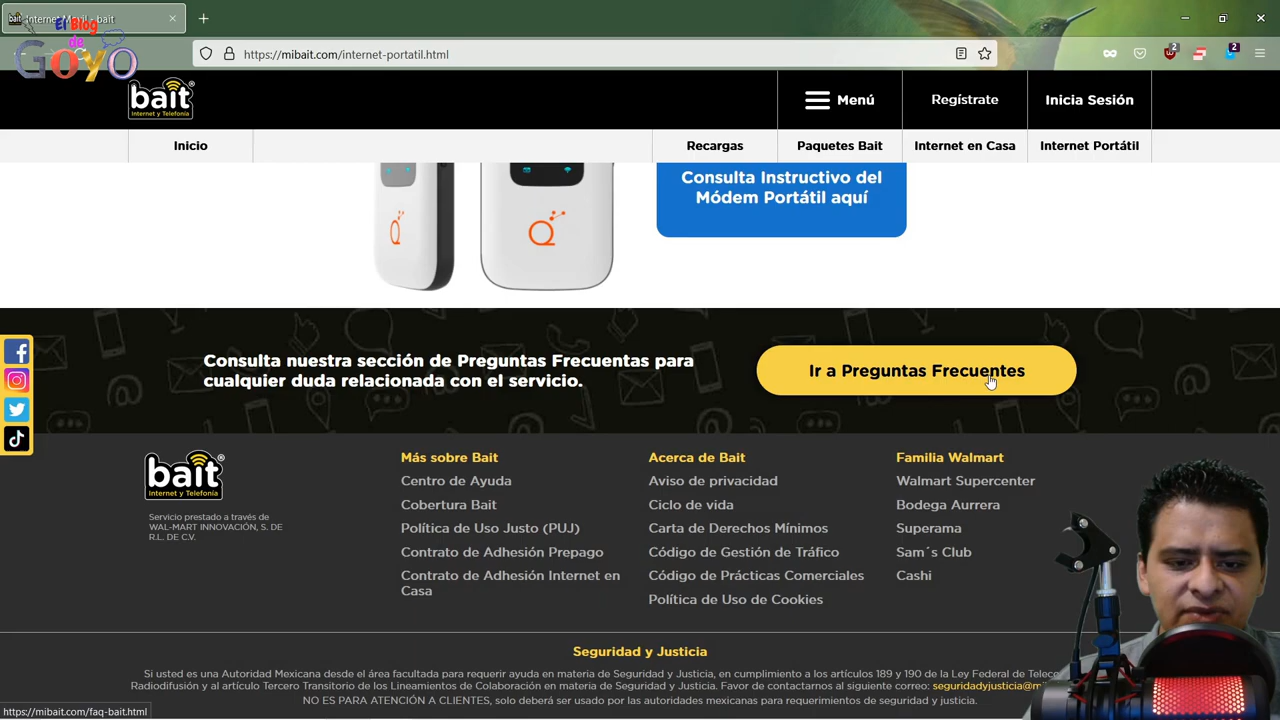 Internet Móvil - bait
El Blog
de
GOYO
https://mibait.com/internet-portatil.html
2
2
bait
Internet y Telefonía
Menú
Regístrate
Inicia Sesión
Inicio
Recargas
Paquetes Bait
Internet en Casa
Internet Portátil
Consulta Instructivo del
Módem Portátil aquí
Consulta nuestra sección de Preguntas Frecuentas para
cualquier duda relacionada con el servicio.
Ir a Preguntas Frecuentes
bait
Internet y Telefonía
Servicio prestado a través de
WAL-MART INNOVACIÓN, S. DE
R.L. DE C.V.
Más sobre Bait
Centro de Ayuda
Cobertura Bait
Política de Uso Justo (PUJ)
Contrato de Adhesión Prepago
Contrato de Adhesión Internet en
Casa
Acerca de Bait
Aviso de privacidad
Ciclo de vida
Carta de Derechos Mínimos
Código de Gestión de Tráfico
Código de Prácticas Comerciales
Política de Uso de Cookies
Familia Walmart
Walmart Supercenter
Bodega Aurrera
Superama
Sam´s Club
Cashi
Seguridad y Justicia
Si usted es una Autoridad Mexicana desde el área facultada para requerir ayuda en materia de Seguridad y Justicia, en cumplimiento a los artículos 189 y 190 de la Ley Federal de Teleco
Radiodifusión y al artículo Tercero Transitorio de los Lineamientos de Colaboración en materia de Seguridad y Justicia. Favor de contactarnos al siguiente correo: seguridadyjusticia@mi
NO ES PARA ATENCIÓN A CLIENTES, solo deberá ser usado por las autoridades mexicanas para requerimientos de seguridad y justicia.
https://mibait.com/faq-bait.html